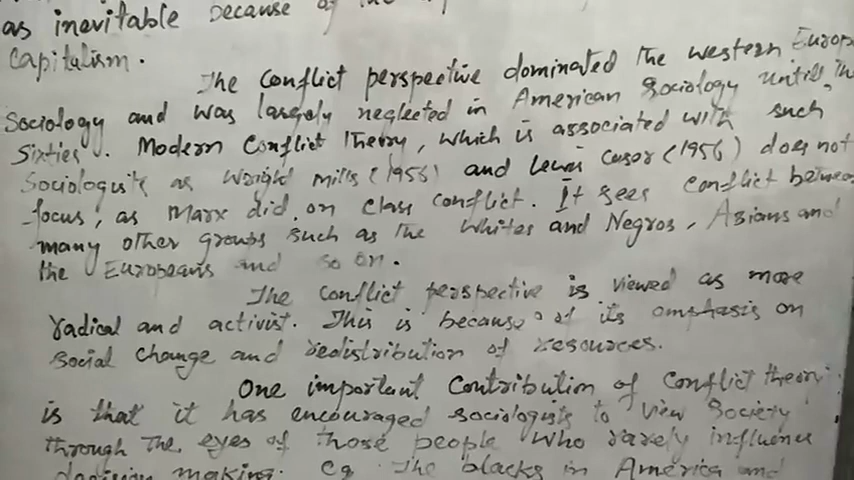 as inevitable because of the
capitalism.
The conflict perspective dominated the western Europe
Sociology and was largely neglected in American Sociology untill the
Sixties. Modern Conflict Theory, which is associated with such
Sociologists as Wright Mills (1956) and Lewis Cosor (1956) does not
focus, as Marx did, on class conflict. It sees conflict between
many other groups such as the Whites and Negros, Asians and
the Europeans and so on.
The conflict perspective is viewed as more
radical and activist. This is because of its emphasis on
social change and redistribution of resources.
One important Contribution of conflict theory
is that it has encouraged sociologists to view Society
through the eyes of those people who rarely influence
decision making. eg. The blacks in America and